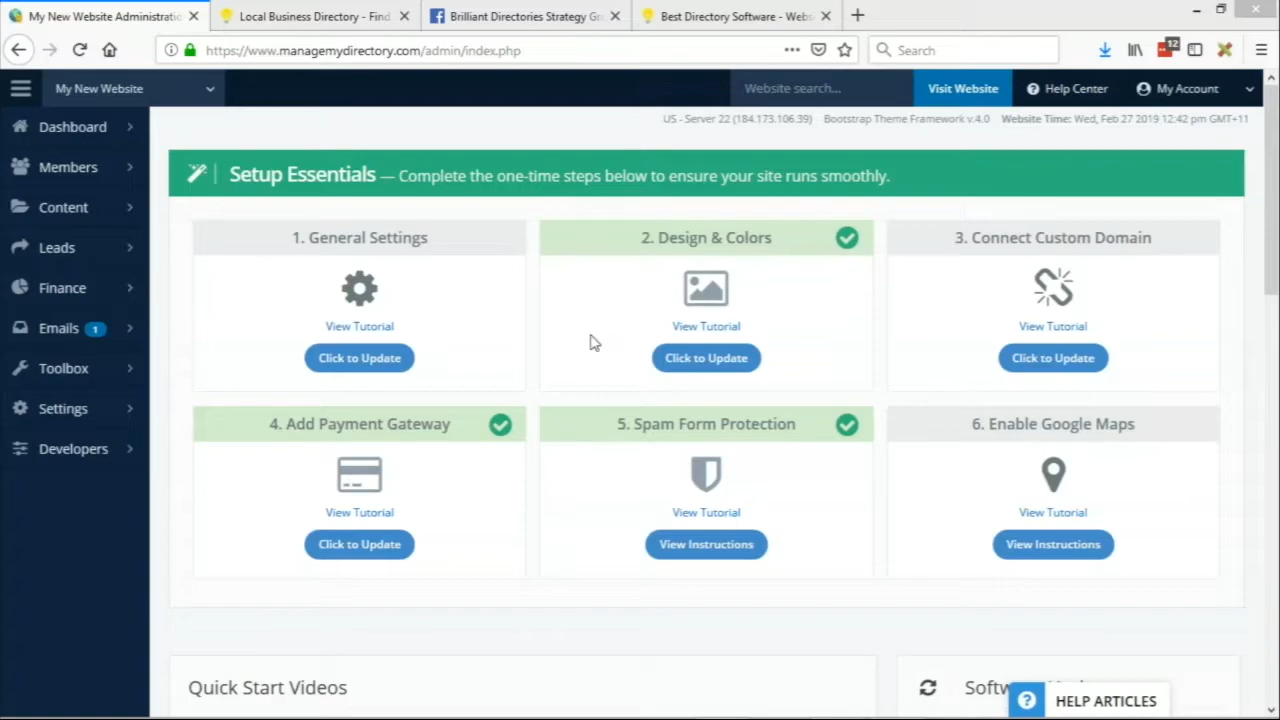 My New Website Administratio
Local Business Directory - Find
Brilliant Directories Strategy Gr
Best Directory Software - Webs
https://www.managemydirectory.com/admin/index.php
Search
12
My New Website
Website search...
Visit Website
Help Center
My Account
US - Server 22 (184.173.106.39) Bootstrap Theme Framework v.4.0 Website Time: Wed, Feb 27 2019 12:42 pm GMT+11
Dashboard
Members
Content
Leads
Finance
Emails 1
Toolbox
Settings
Developers
Setup Essentials — Complete the one-time steps below to ensure your site runs smoothly.
1. General Settings
View Tutorial
Click to Update
2. Design & Colors
View Tutorial
Click to Update
3. Connect Custom Domain
View Tutorial
Click to Update
4. Add Payment Gateway
View Tutorial
Click to Update
5. Spam Form Protection
View Tutorial
View Instructions
6. Enable Google Maps
View Tutorial
View Instructions
Quick Start Videos
HELP ARTICLES